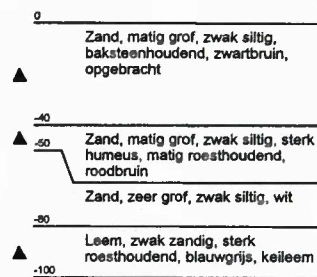 0
Zand, matig grof, zwak siltig,
baksteenhoudend, zwartbruin,
opgebracht
-40
Zand, matig grof, zwak siltig, sterk
humeus, matig roesthoudend,
roodbruin
-50
Zand, zeer grof, zwak siltig, wit
-80
Leem, zwak zandig, sterk
roesthoudend, blauwgrijs, keileem
-100